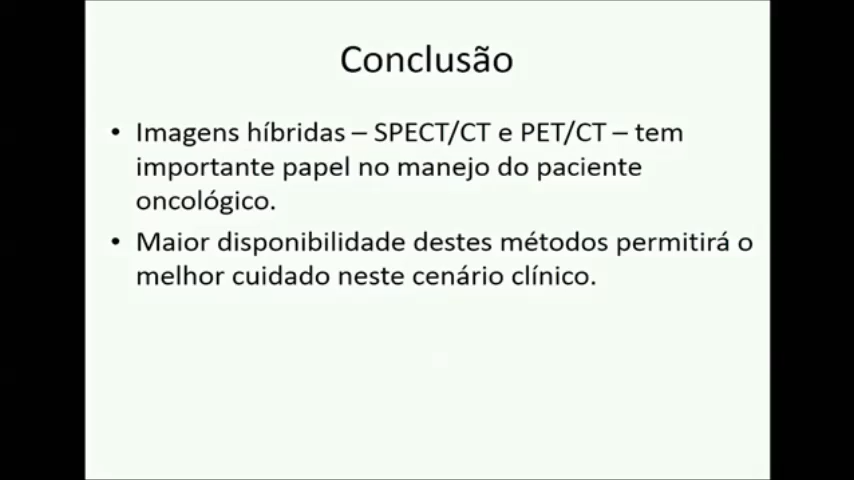 Conclusão
• Imagens híbridas – SPECT/CT e PET/CT – tem
importante papel no manejo do paciente
oncológico.
• Maior disponibilidade destes métodos permitirá o
melhor cuidado neste cenário clínico.